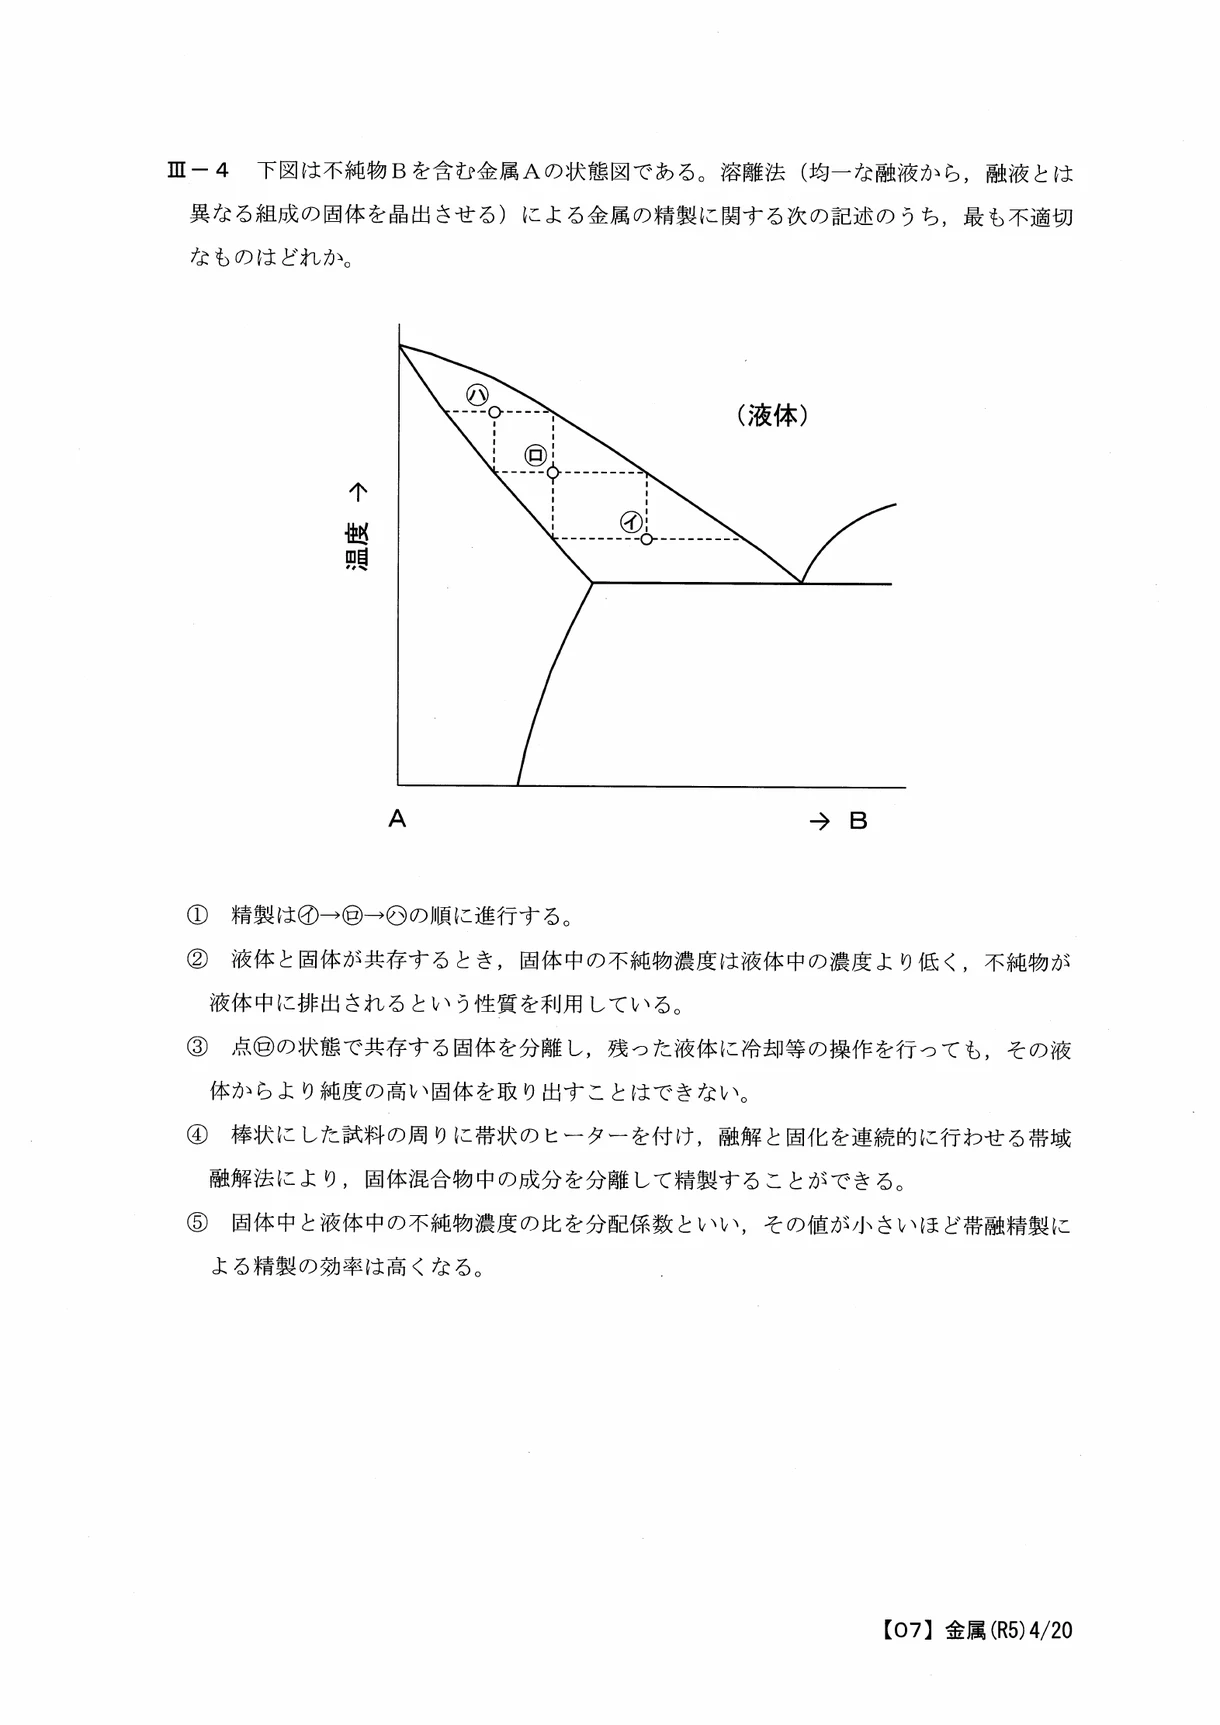 Ⅲ－4 下図は不純物Bを含む金属Aの状態図である。溶離法（均一な融液から，融液とは
異なる組成の固体を晶出させる）による金属の精製に関する次の記述のうち，最も不適切
なものはどれか。
（液体）
㋩
㋺
㋑
温度 →
A
→ B
① 精製は㋑→㋺→㋩の順に進行する。
② 液体と固体が共存するとき，固体中の不純物濃度は液体中の濃度より低く，不純物が
液体中に排出されるという性質を利用している。
③ 点㋺の状態で共存する固体を分離し，残った液体に冷却等の操作を行っても，その液
体からより純度の高い固体を取り出すことはできない。
④ 棒状にした試料の周りに帯状のヒーターを付け，融解と固化を連続的に行わせる帯域
融解法により，固体混合物中の成分を分離して精製することができる。
⑤ 固体中と液体中の不純物濃度の比を分配係数といい，その値が小さいほど帯融精製に
よる精製の効率は高くなる。
【07】金属(R5)4/20